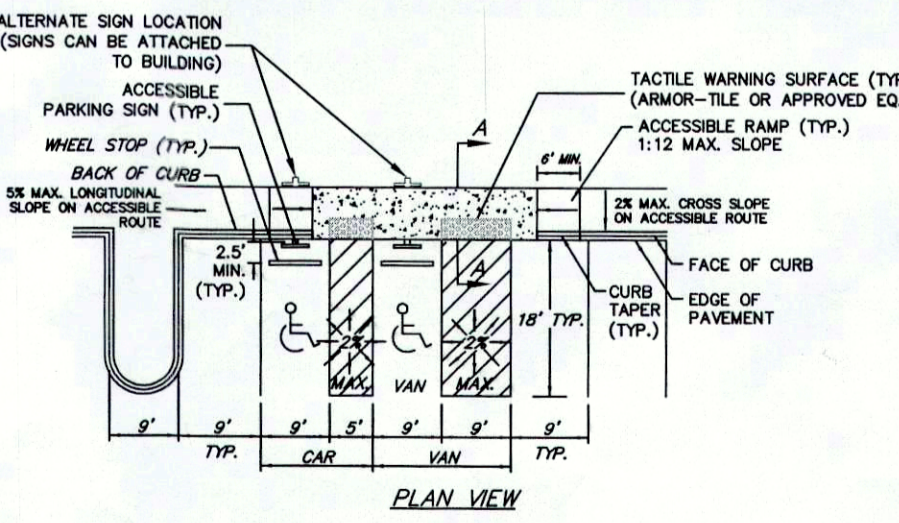 ALTERNATE SIGN LOCATION
(SIGNS CAN BE ATTACHED
TO BUILDING)
ACCESSIBLE
PARKING SIGN (TYP.)
WHEEL STOP (TYP.)
BACK OF CURB
5% MAX. LONGITUDINAL
SLOPE ON ACCESSIBLE
ROUTE
2.5'
MIN.
(TYP.)
A
6' MIN.
TACTILE WARNING SURFACE (TYP
(ARMOR-TILE OR APPROVED EQ.
ACCESSIBLE RAMP (TYP.)
1:12 MAX. SLOPE
2% MAX. CROSS SLOPE
ON ACCESSIBLE ROUTE
A
FACE OF CURB
CURB
TAPER
(TYP.)
EDGE OF
PAVEMENT
18' TYP.
2%
MAX.
VAN
2%
MAX.
9'
9'
TYP.
9'
5'
9'
9'
9'
TYP.
CAR
VAN
PLAN VIEW